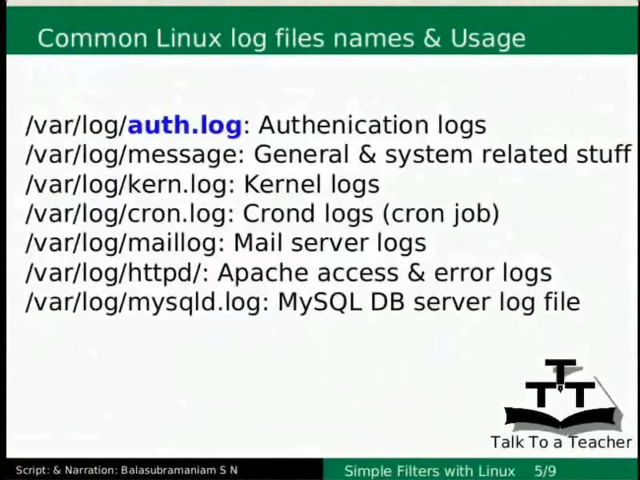 Common Linux log files names & Usage
/var/log/auth.log: Authenication logs
/var/log/message: General & system related stuff
/var/log/kern.log: Kernel logs
/var/log/cron.log: Crond logs (cron job)
/var/log/maillog: Mail server logs
/var/log/httpd/: Apache access & error logs
/var/log/mysqld.log: MySQL DB server log file
T
T T
Talk To a Teacher
Script: & Narration: Balasubramaniam S N
Simple Filters with Linux 5/9